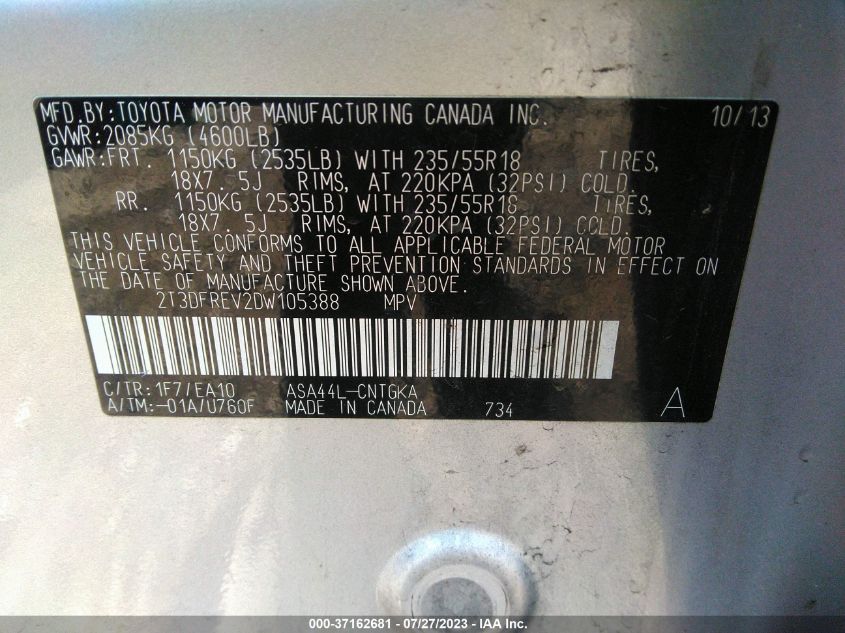 MFD.BY:TOYOTA MOTOR MANUFACTURING CANADA INC. 10/13
GVWR:2085KG (4600LB)
GAWR:FRT. 1150KG (2535LB) WITH 235/55R18 TIRES,
18X7. 5J RIMS, AT 220KPA (32PSI) COLD.
RR. 1150KG (2535LB) WITH 235/55R18 TIRES,
18X7. 5J RIMS, AT 220KPA (32PSI) COLD.
THIS VEHICLE CONFORMS TO ALL APPLICABLE FEDERAL MOTOR
VEHICLE SAFETY AND THEFT PREVENTION STANDARDS IN EFFECT ON
THE DATE OF MANUFACTURE SHOWN ABOVE.
2T3DFREV2DW105388 MPV
C/TR:1F7/EA10 ASA44L-CNTGKA
A/TM:-01A/U760F MADE IN CANADA 734 A
000-37162681 / 07/27/2023 - IAA Inc.